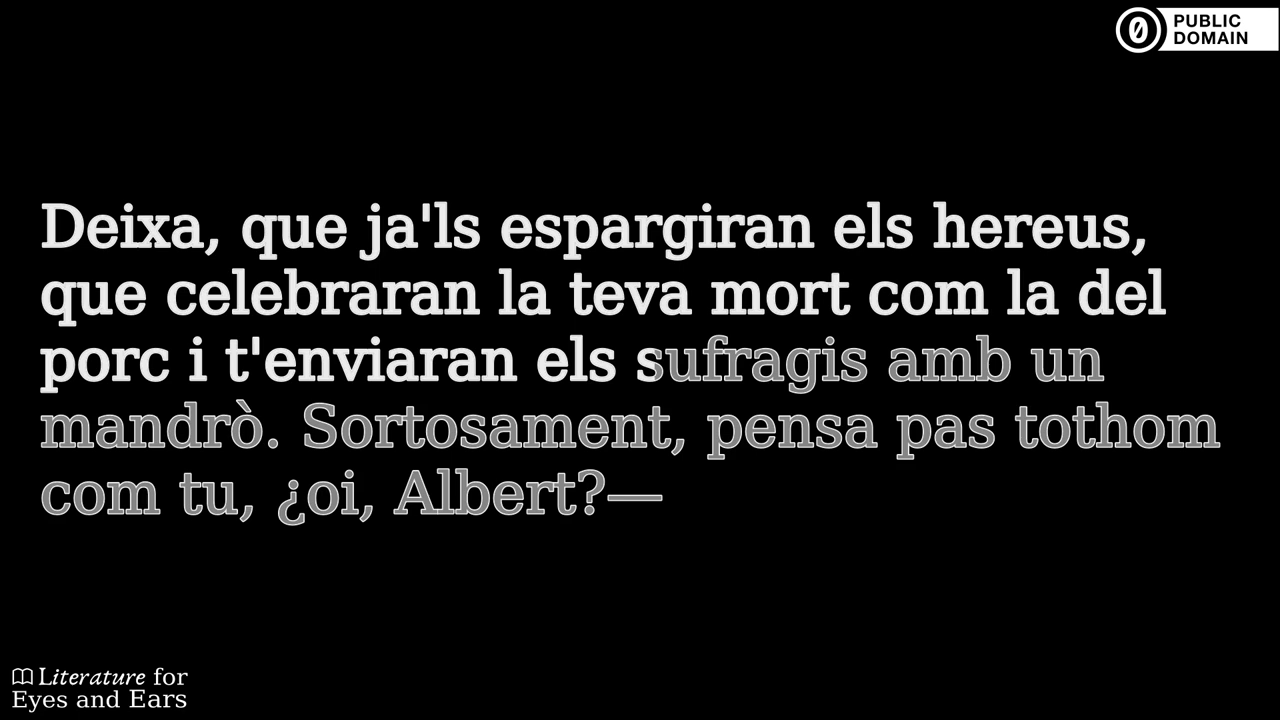 PUBLIC
DOMAIN
Deixa, que ja'ls espargiran els hereus,
que celebraran la teva mort com la del
porc i t'enviaran els sufragis amb un
mandrò. Sortosament, pensa pas tothom
com tu, ¿oi, Albert?—
Literature for
Eyes and Ears